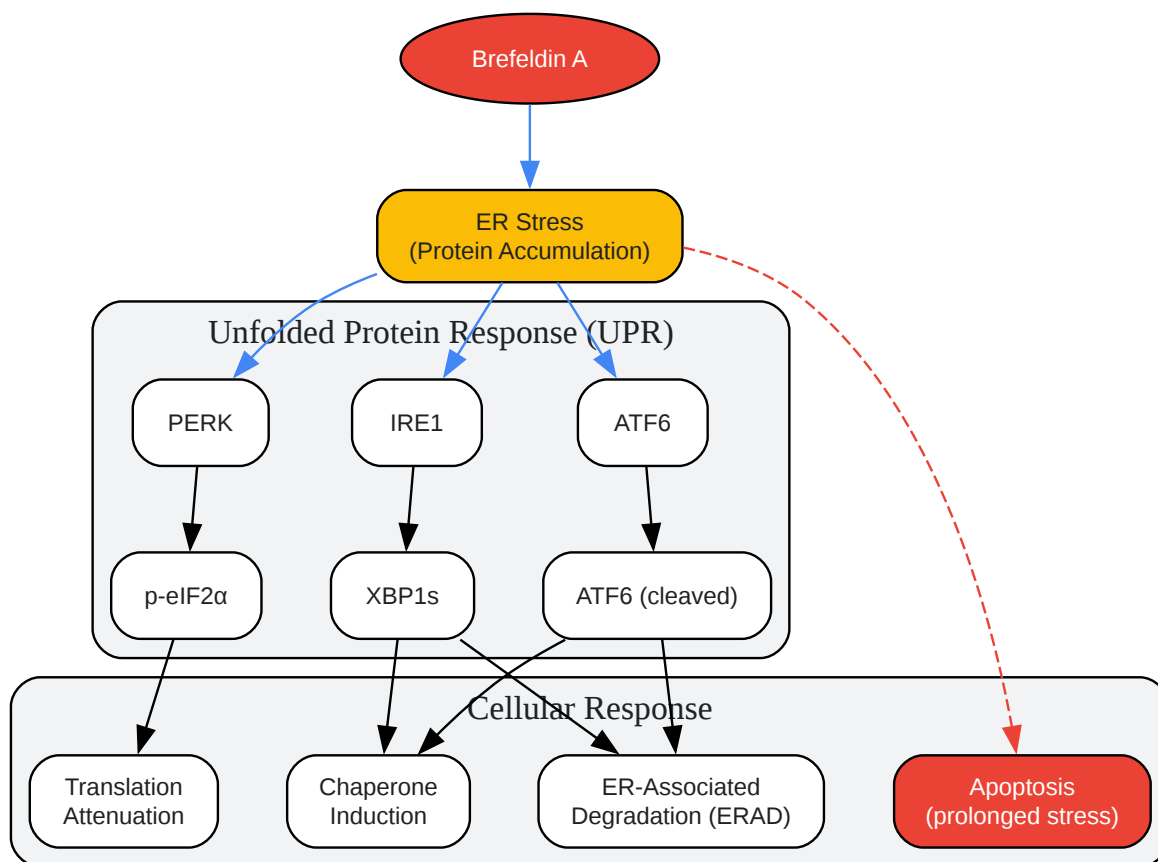 Brefeldin A
ER Stress
(Protein Accumulation)
Unfolded Protein Response (UPR)
PERK
IRE1
ATF6
p-eIF2α
XBP1s
ATF6 (cleaved)
Cellular Response
Translation
Attenuation
Chaperone
Induction
ER-Associated
Degradation (ERAD)
Apoptosis
(prolonged stress)